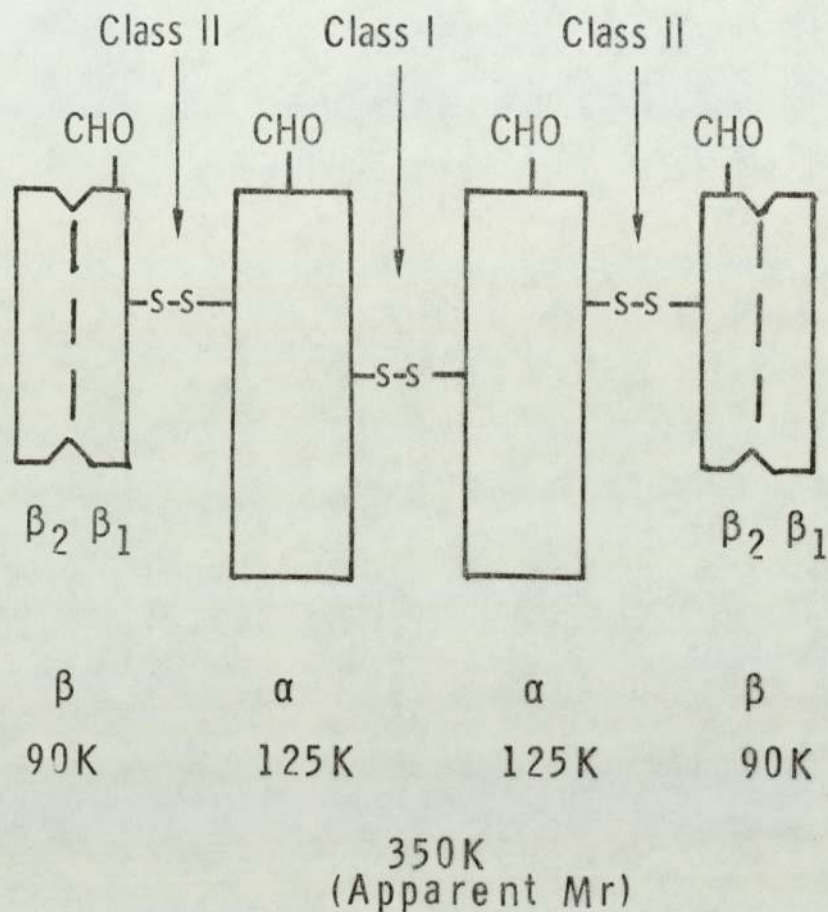 Class II Class I Class II
CHO CHO CHO CHO
-S-S- -S-S-
-S-S-
β₂ β₁ β₂ β₁
β α α β
90K 125K 125K 90K
350K
(Apparent Mr)